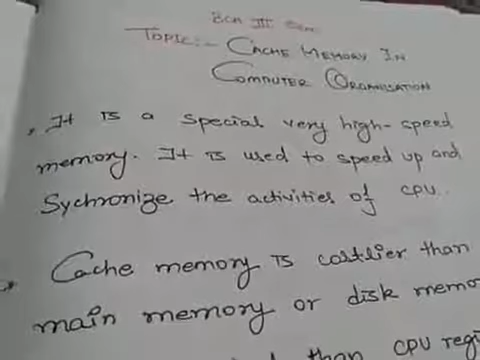 BCA III Sem
Topic:- Cache Memory In
Computer Organisation
It is a special very high-speed
memory. It is used to speed up and
Sychronize the activities of CPU.
Cache memory is costlier than
main memory or disk memo
than CPU regi